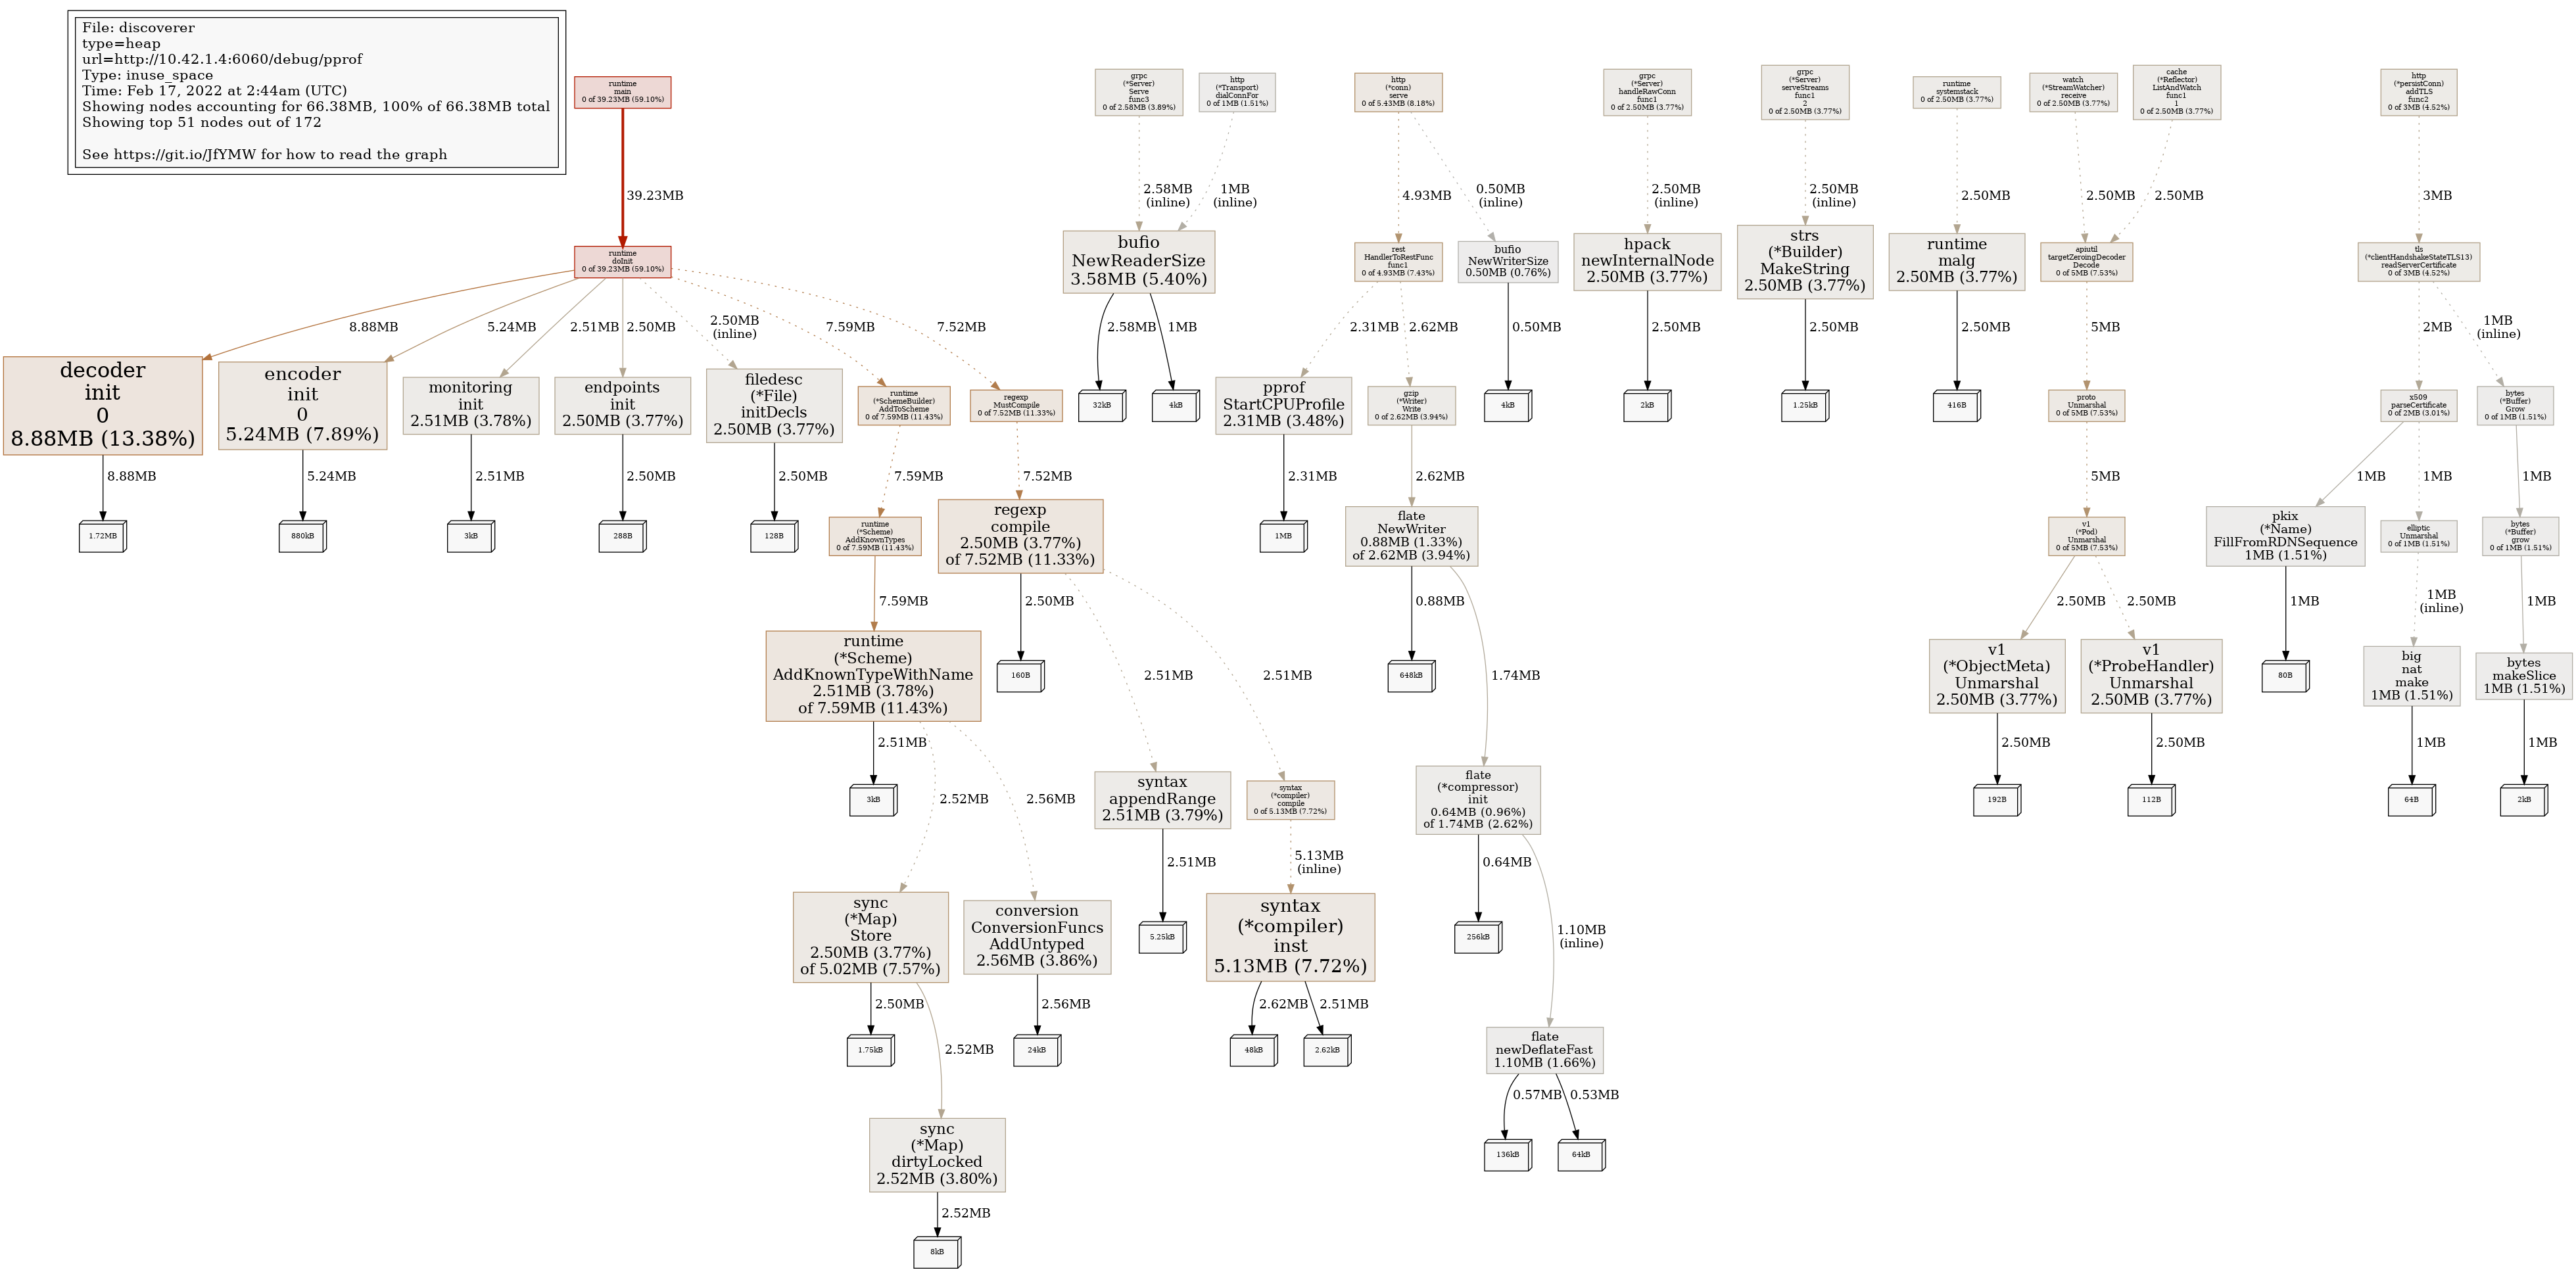 File: discoverer
type=heap
url=http://10.42.1.4:6060/debug/pprof
Type: inuse_space
Time: Feb 17, 2022 at 2:44am (UTC)
Showing nodes accounting for 66.38MB, 100% of 66.38MB total
Showing top 51 nodes out of 172
See https://git.io/JfYMW for how to read the graph
runtime
main
0 of 39.23MB (59.10%)
39.23MB
runtime
doInit
0 of 39.23MB (59.10%)
8.88MB
5.24MB
2.51MB
2.50MB
2.50MB
(inline)
7.59MB
7.52MB
decoder
init
0
8.88MB (13.38%)
8.88MB
1.72MB
encoder
init
0
5.24MB (7.89%)
5.24MB
880kB
monitoring
init
2.51MB (3.78%)
2.51MB
3kB
endpoints
init
2.50MB (3.77%)
2.50MB
288B
filedesc
(*File)
initDecls
2.50MB (3.77%)
2.50MB
128B
runtime
(*SchemeBuilder)
AddToScheme
0 of 7.59MB (11.43%)
7.59MB
runtime
(*Scheme)
AddKnownTypes
0 of 7.59MB (11.43%)
7.59MB
runtime
(*Scheme)
AddKnownTypeWithName
2.51MB (3.78%)
of 7.59MB (11.43%)
2.51MB
3kB
2.52MB
2.56MB
sync
(*Map)
Store
2.50MB (3.77%)
of 5.02MB (7.57%)
2.50MB
1.75kB
2.52MB
sync
(*Map)
dirtyLocked
2.52MB (3.80%)
2.52MB
8kB
conversion
ConversionFuncs
AddUntyped
2.56MB (3.86%)
2.56MB
24kB
regexp
MustCompile
0 of 7.52MB (11.33%)
7.52MB
regexp
compile
2.50MB (3.77%)
of 7.52MB (11.33%)
2.50MB
160B
2.51MB
2.51MB
syntax
appendRange
2.51MB (3.79%)
2.51MB
5.25kB
syntax
(*compiler)
compile
0 of 5.13MB (7.72%)
5.13MB
(inline)
syntax
(*compiler)
inst
5.13MB (7.72%)
2.62MB
2.51MB
48kB
2.62kB
grpc
(*Server)
Serve
func3
0 of 2.58MB (3.89%)
2.58MB
(inline)
http
(*Transport)
dialConnFor
0 of 1MB (1.51%)
1MB
(inline)
bufio
NewReaderSize
3.58MB (5.40%)
2.58MB
1MB
32kB
4kB
http
(*conn)
serve
0 of 5.43MB (8.18%)
4.93MB
0.50MB
(inline)
rest
HandlerToRestFunc
func1
0 of 4.93MB (7.43%)
2.31MB
2.62MB
bufio
NewWriterSize
0.50MB (0.76%)
0.50MB
4kB
pprof
StartCPUProfile
2.31MB (3.48%)
2.31MB
1MB
gzip
(*Writer)
Write
0 of 2.62MB (3.94%)
2.62MB
flate
NewWriter
0.88MB (1.33%)
of 2.62MB (3.94%)
0.88MB
648kB
1.74MB
flate
(*compressor)
init
0.64MB (0.96%)
of 1.74MB (2.62%)
0.64MB
256kB
1.10MB
(inline)
flate
newDeflateFast
1.10MB (1.66%)
0.57MB
0.53MB
136kB
64kB
grpc
(*Server)
handleRawConn
func1
0 of 2.50MB (3.77%)
2.50MB
(inline)
hpack
newInternalNode
2.50MB (3.77%)
2.50MB
2kB
grpc
(*Server)
serveStreams
func1
2
0 of 2.50MB (3.77%)
2.50MB
(inline)
strs
(*Builder)
MakeString
2.50MB (3.77%)
2.50MB
1.25kB
runtime
systemstack
0 of 2.50MB (3.77%)
2.50MB
runtime
malg
2.50MB (3.77%)
2.50MB
416B
watch
(*StreamWatcher)
receive
0 of 2.50MB (3.77%)
2.50MB
cache
(*Reflector)
ListAndWatch
func1
1
0 of 2.50MB (3.77%)
2.50MB
apiutil
targetZeroingDecoder
Decode
0 of 5MB (7.53%)
5MB
proto
Unmarshal
0 of 5MB (7.53%)
5MB
v1
(*Pod)
Unmarshal
0 of 5MB (7.53%)
2.50MB
2.50MB
v1
(*ObjectMeta)
Unmarshal
2.50MB (3.77%)
2.50MB
192B
v1
(*ProbeHandler)
Unmarshal
2.50MB (3.77%)
2.50MB
112B
http
(*persistConn)
addTLS
func2
0 of 3MB (4.52%)
3MB
tls
(*clientHandshakeStateTLS13)
readServerCertificate
0 of 3MB (4.52%)
2MB
1MB
(inline)
x509
parseCertificate
0 of 2MB (3.01%)
1MB
1MB
pkix
(*Name)
FillFromRDNSequence
1MB (1.51%)
1MB
80B
elliptic
Unmarshal
0 of 1MB (1.51%)
1MB
(inline)
big
nat
make
1MB (1.51%)
1MB
64B
bytes
(*Buffer)
Grow
0 of 1MB (1.51%)
1MB
bytes
(*Buffer)
grow
0 of 1MB (1.51%)
1MB
bytes
makeSlice
1MB (1.51%)
1MB
2kB